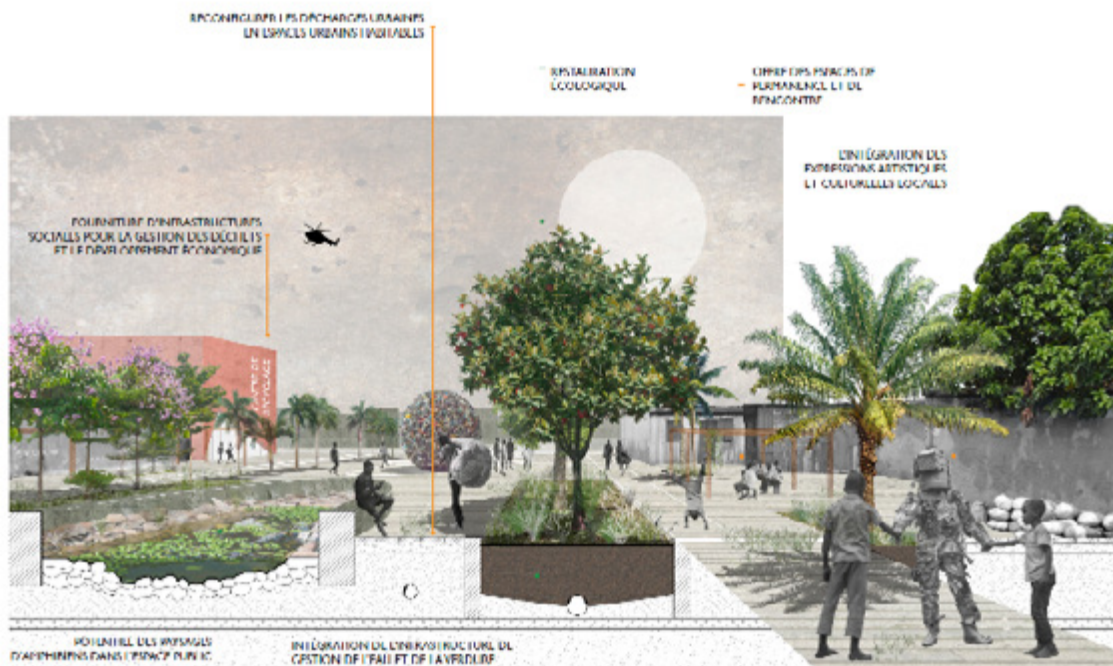 RECONFIGURER LES DÉCHARGES URBAINES
EN ESPACES URBAINS HABITABLES
RESTAURATION
ÉCOLOGIQUE
OFFRE DES ESPACES DE
PERMANENCE ET DE
RENCONTRE
L'INTÉGRATION DES
EXPRESSIONS ARTISTIQUES
ET CULTURELLES LOCALES
FOURNITURE D'INFRASTRUCTURES
SOCIALES POUR LA GESTION DES DÉCHETS
ET LE DÉVELOPPEMENT ÉCONOMIQUE
POTENTIEL DES PAYSAGES
D'AMPHIBIENS DANS L'ESPACE PUBLIC
INTÉGRATION DE L'INFRASTRUCTURE DE
GESTION DE L'EAU ET DE LA VERDURE